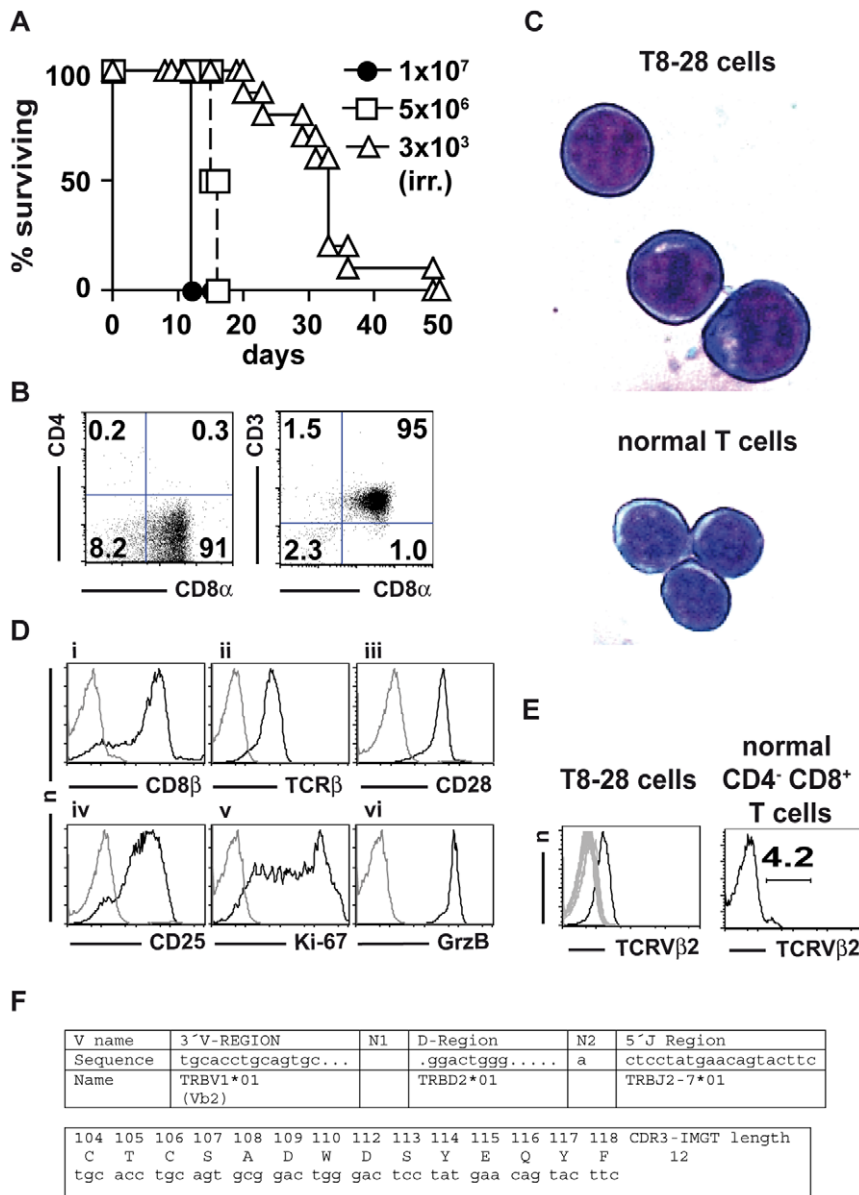 A
100
50
0
% surviving
0 10 20 30 40 50
days
1x10⁷
5x10⁶
3x10³
(irr.)
B
CD4
0.2 0.3
8.2 91
CD8α
CD3
1.5 95
2.3 1.0
CD8α
C
T8-28 cells
normal T cells
D
n
i
CD8β
ii
TCRβ
iii
CD28
iv
CD25
v
Ki-67
vi
GrzB
E
T8-28 cells
n
TCRVβ2
normal
CD4⁻ CD8⁺
T cells
4.2
TCRVβ2
F
V name 3´V-REGION N1 D-Region N2 5´J Region
Sequence tgcacctgcagtgc... .ggactggg..... a ctcctatgaacagtacttc
Name TRBV1*01 TRBD2*01 TRBJ2-7*01
(Vb2)
104 105 106 107 108 109 110 112 113 114 115 116 117 118 CDR3-IMGT length
C T C S A D W D S Y E Q Y F 12
tgc acc tgc agt gcg gac tgg gac tcc tat gaa cag tac ttc